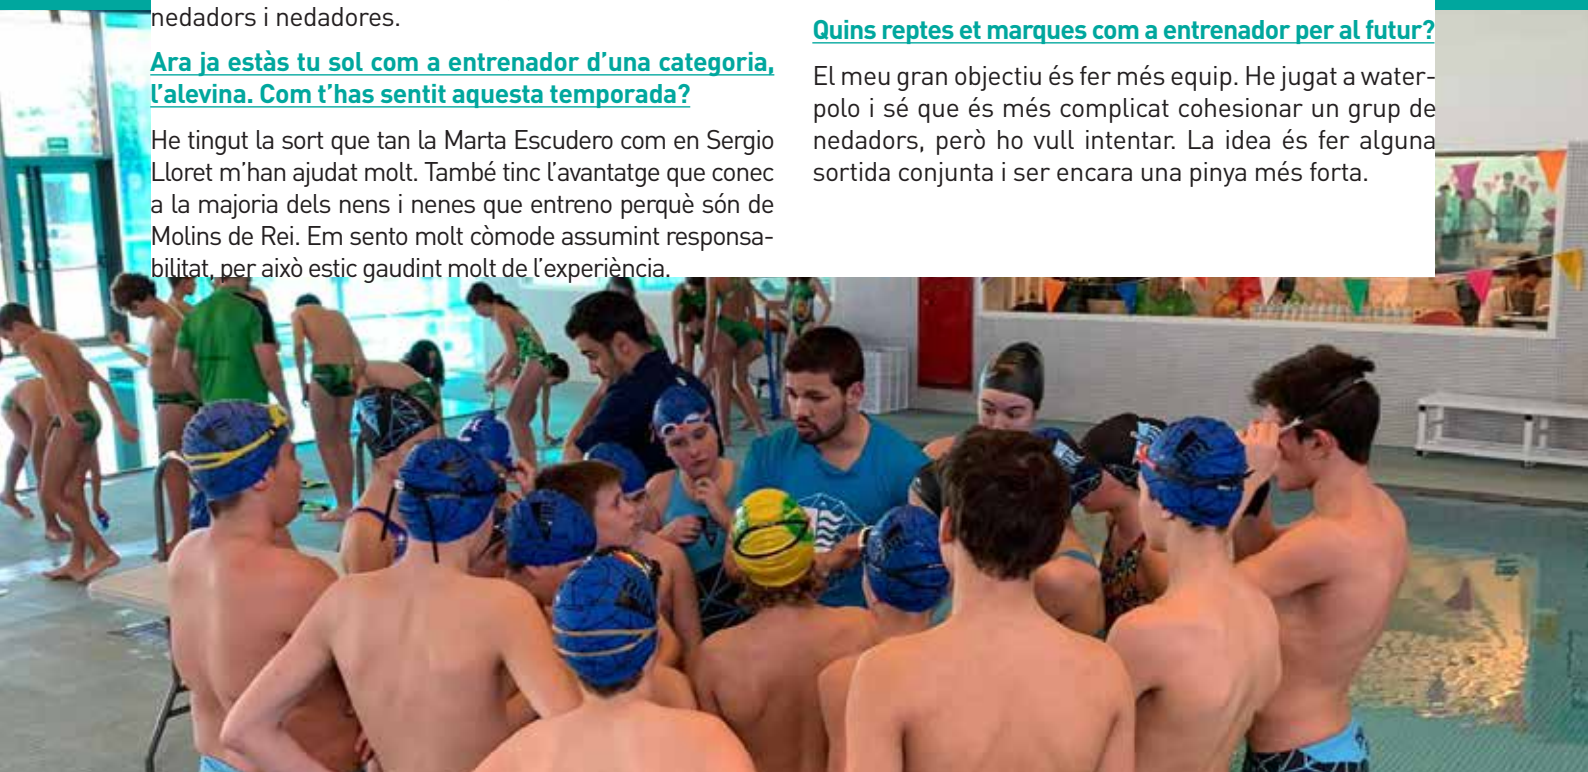 nedadors i nedadores.
Ara ja estàs tu sol com a entrenador d’una categoria,
l’alevina. Com t’has sentit aquesta temporada?
He tingut la sort que tan la Marta Escudero com en Sergio
Lloret m’han ajudat molt. També tinc l’avantatge que conec
a la majoria dels nens i nenes que entreno perquè són de
Molins de Rei. Em sento molt còmode assumint responsa-
bilitat, per això estic gaudint molt de l’experiència.
Quins reptes et marques com a entrenador per al futur?
El meu gran objectiu és fer més equip. He jugat a water-
polo i sé que és més complicat cohesionar un grup de
nedadors, però ho vull intentar. La idea és fer alguna
sortida conjunta i ser encara una pinya més forta.